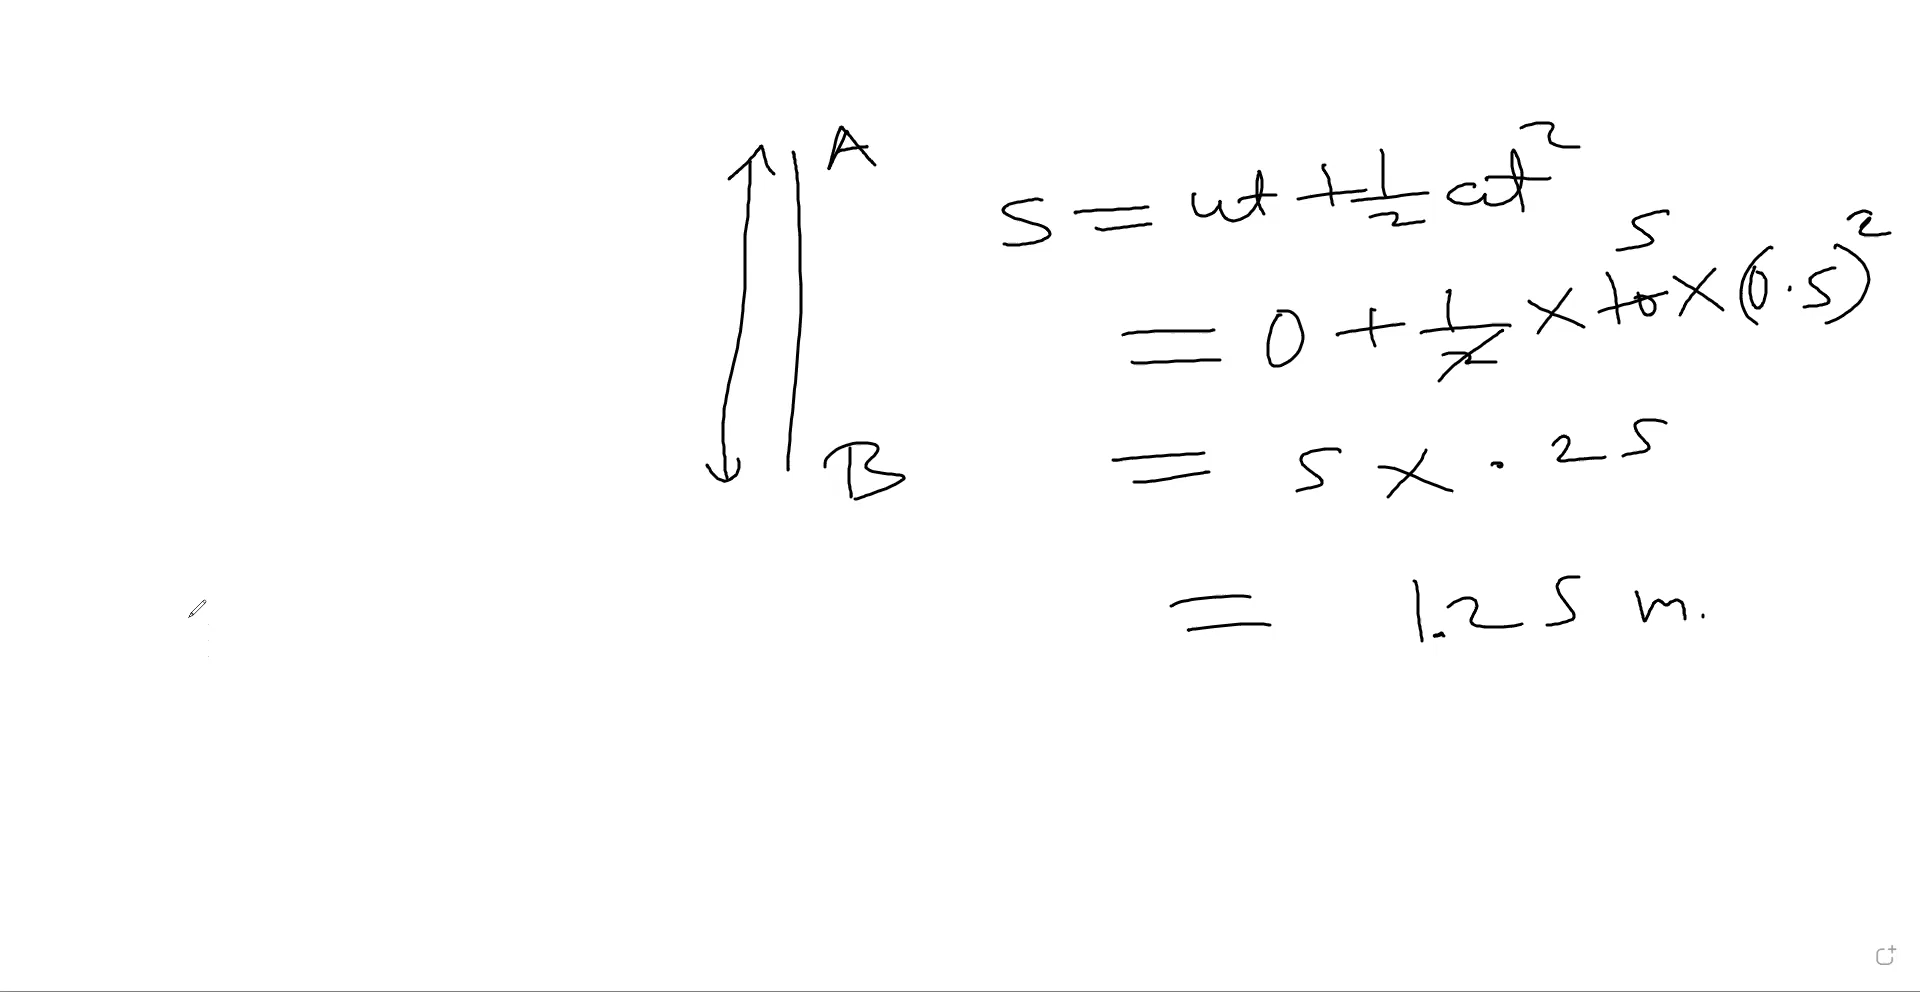 A
B
S = ut + 1/2 at²
= 0 + 1/2 × 10 × (0.5)²
5
= 5 × .25
= 1.25 m.